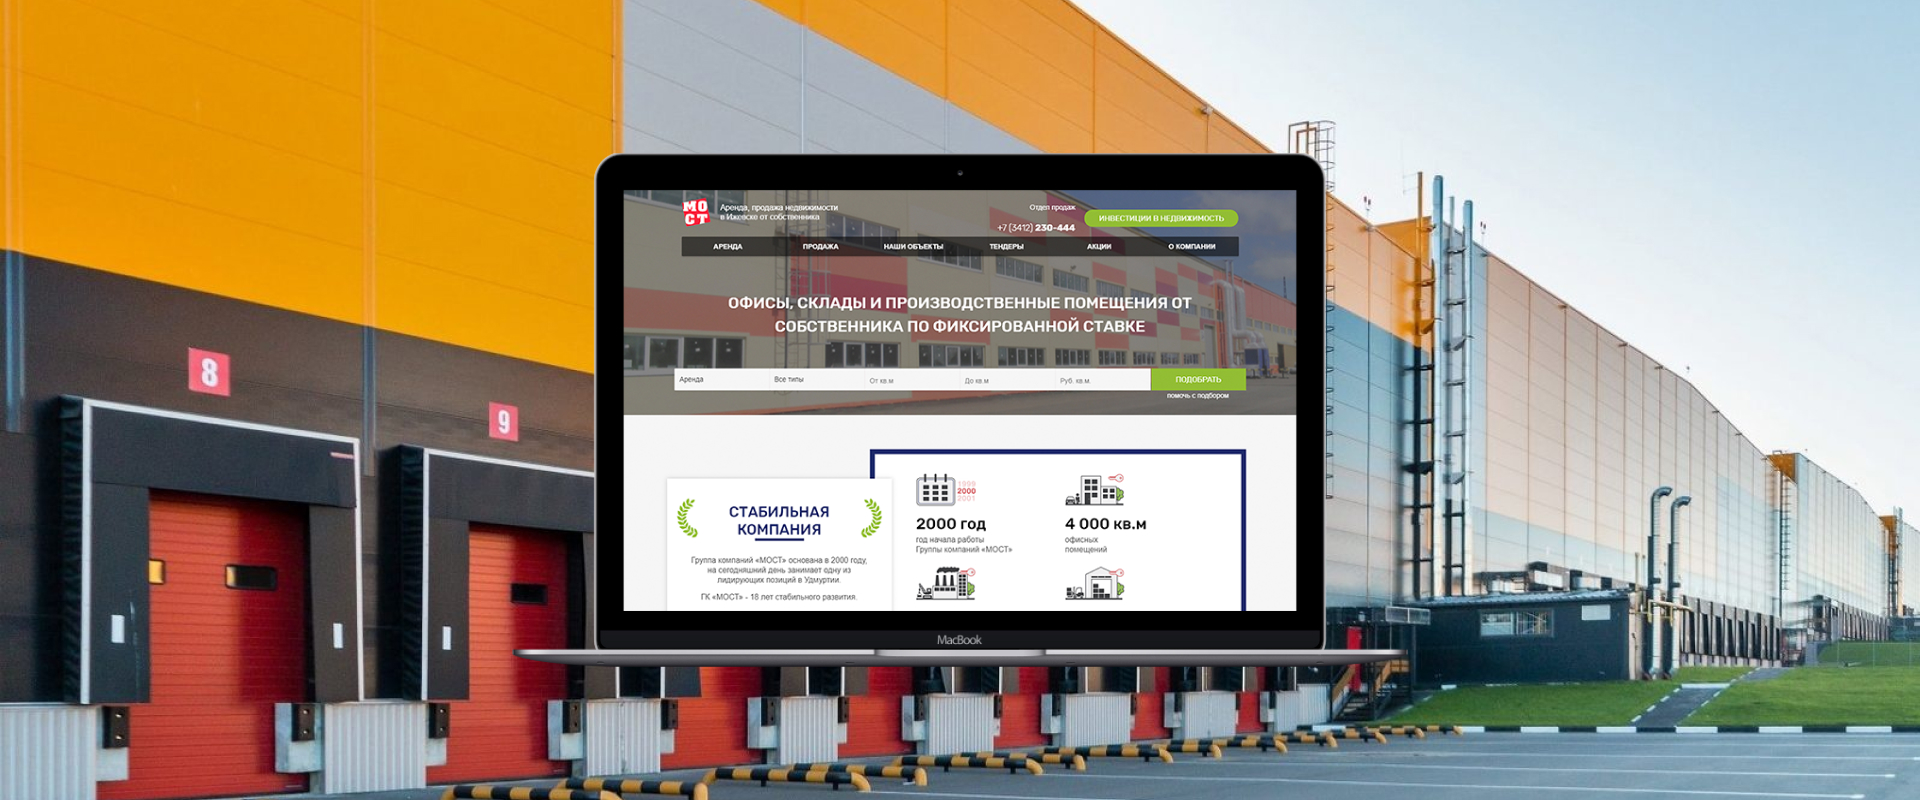 8
9
МО
СТ
Аренда, продажа недвижимости
в Ижевске от собственника
Отдел продаж
+7 (3412) 230-444
ИНВЕСТИЦИИ В НЕДВИЖИМОСТЬ
АРЕНДА ПРОДАЖА НАШИ ОБЪЕКТЫ ТЕНДЕРЫ АКЦИИ О КОМПАНИИ
ОФИСЫ, СКЛАДЫ И ПРОИЗВОДСТВЕННЫЕ ПОМЕЩЕНИЯ ОТ
СОБСТВЕННИКА ПО ФИКСИРОВАННОЙ СТАВКЕ
Аренда Все типы От кв.м До кв.м Руб. кв.м. ПОДОБРАТЬ
помочь с подбором
СТАБИЛЬНАЯ
КОМПАНИЯ
Группа компаний «МОСТ» основана в 2000 году,
на сегодняшний день занимает одну из
лидирующих позиций в Удмуртии.
ГК «МОСТ» - 18 лет стабильного развития.
1999
2000
2001
2000 год
год начала работы
Группы компаний «МОСТ»
4 000 кв.м
офисных
помещений
MacBook